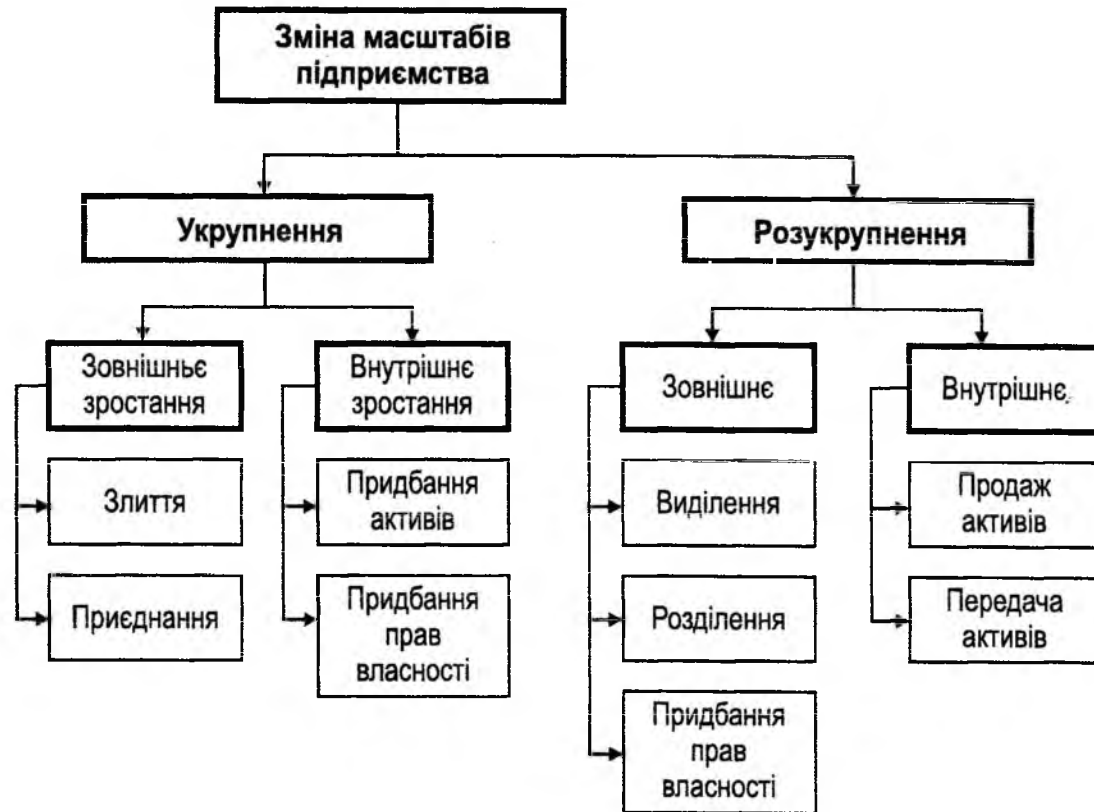 Зміна масштабів
підприємства
Укрупнення
Розукрупнення
Зовнішньє
зростання
Внутрішнє
зростання
Зовнішнє
Внутрішнє
Злиття
Придбання
активів
Виділення
Продаж
активів
Приєднання
Придбання
прав
власності
Розділення
Передача
активів
Придбання
прав
власності